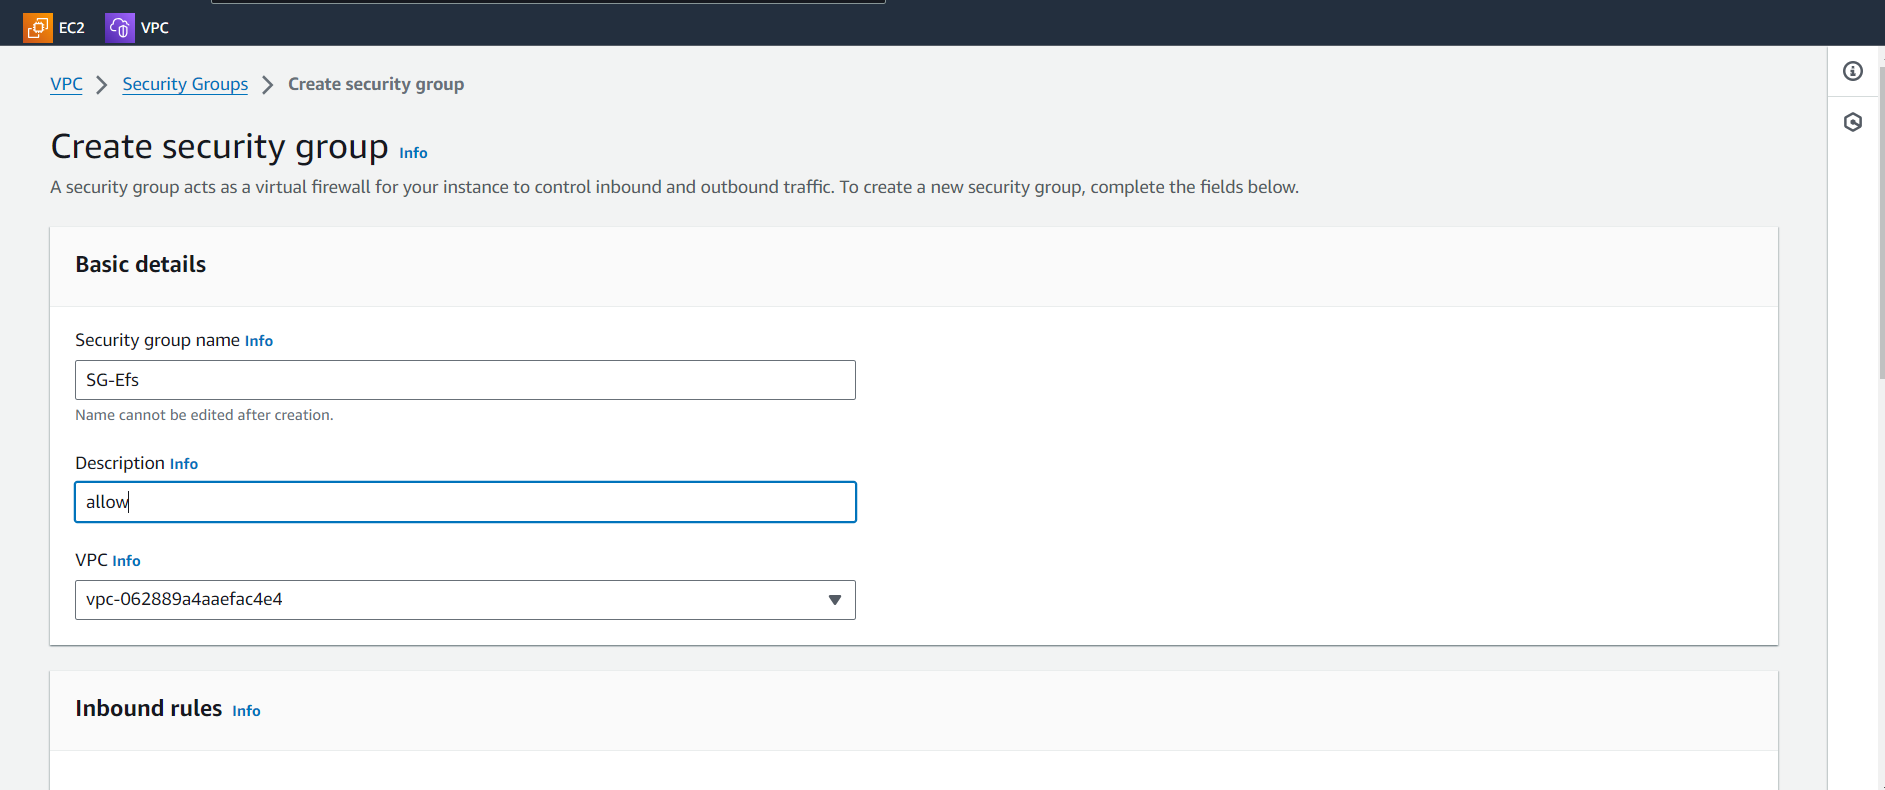 EC2 VPC
VPC Security Groups Create security group
Create security group Info
A security group acts as a virtual firewall for your instance to control inbound and outbound traffic. To create a new security group, complete the fields below.
Basic details
Security group name Info
SG-Efs
Name cannot be edited after creation.
Description Info
allow
VPC Info
vpc-062889a4aaefac4e4
Inbound rules Info